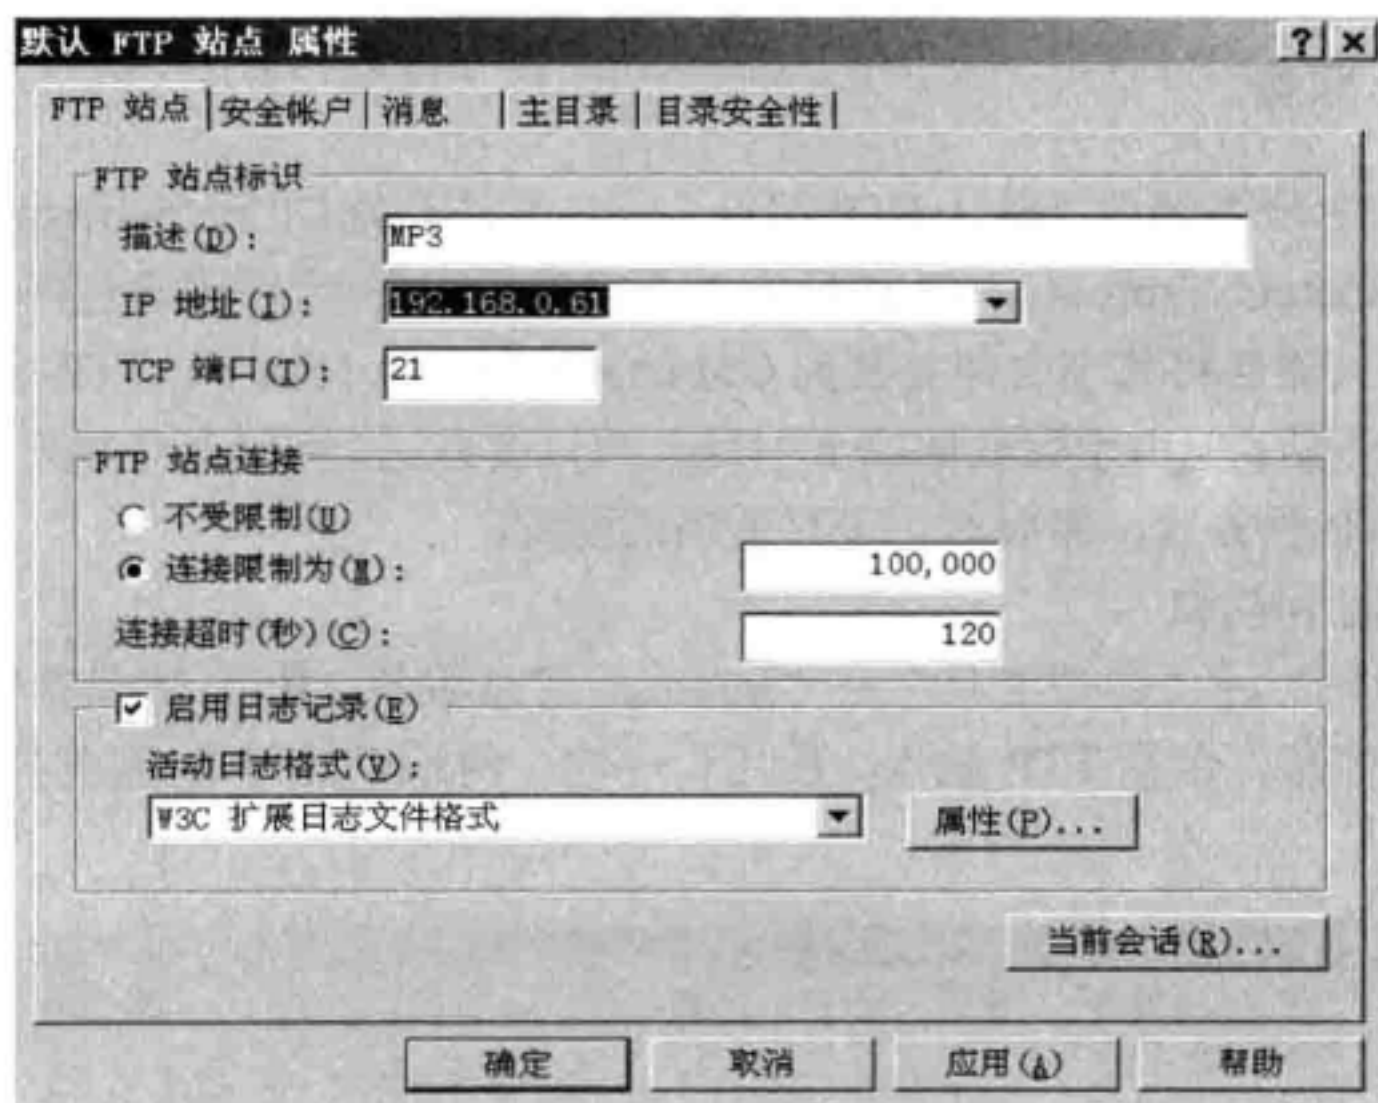 默认 FTP 站点 属性
FTP 站点 安全帐户 消息 主目录 目录安全性
FTP 站点标识
描述(D): MP3
IP 地址(I): 192.168.0.61
TCP 端口(T): 21
FTP 站点连接
不受限制(U)
连接限制为(M): 100,000
连接超时(秒)(C): 120
启用日志记录(E)
活动日志格式(V):
W3C 扩展日志文件格式 属性(P)...
当前会话(R)...
确定 取消 应用(A) 帮助